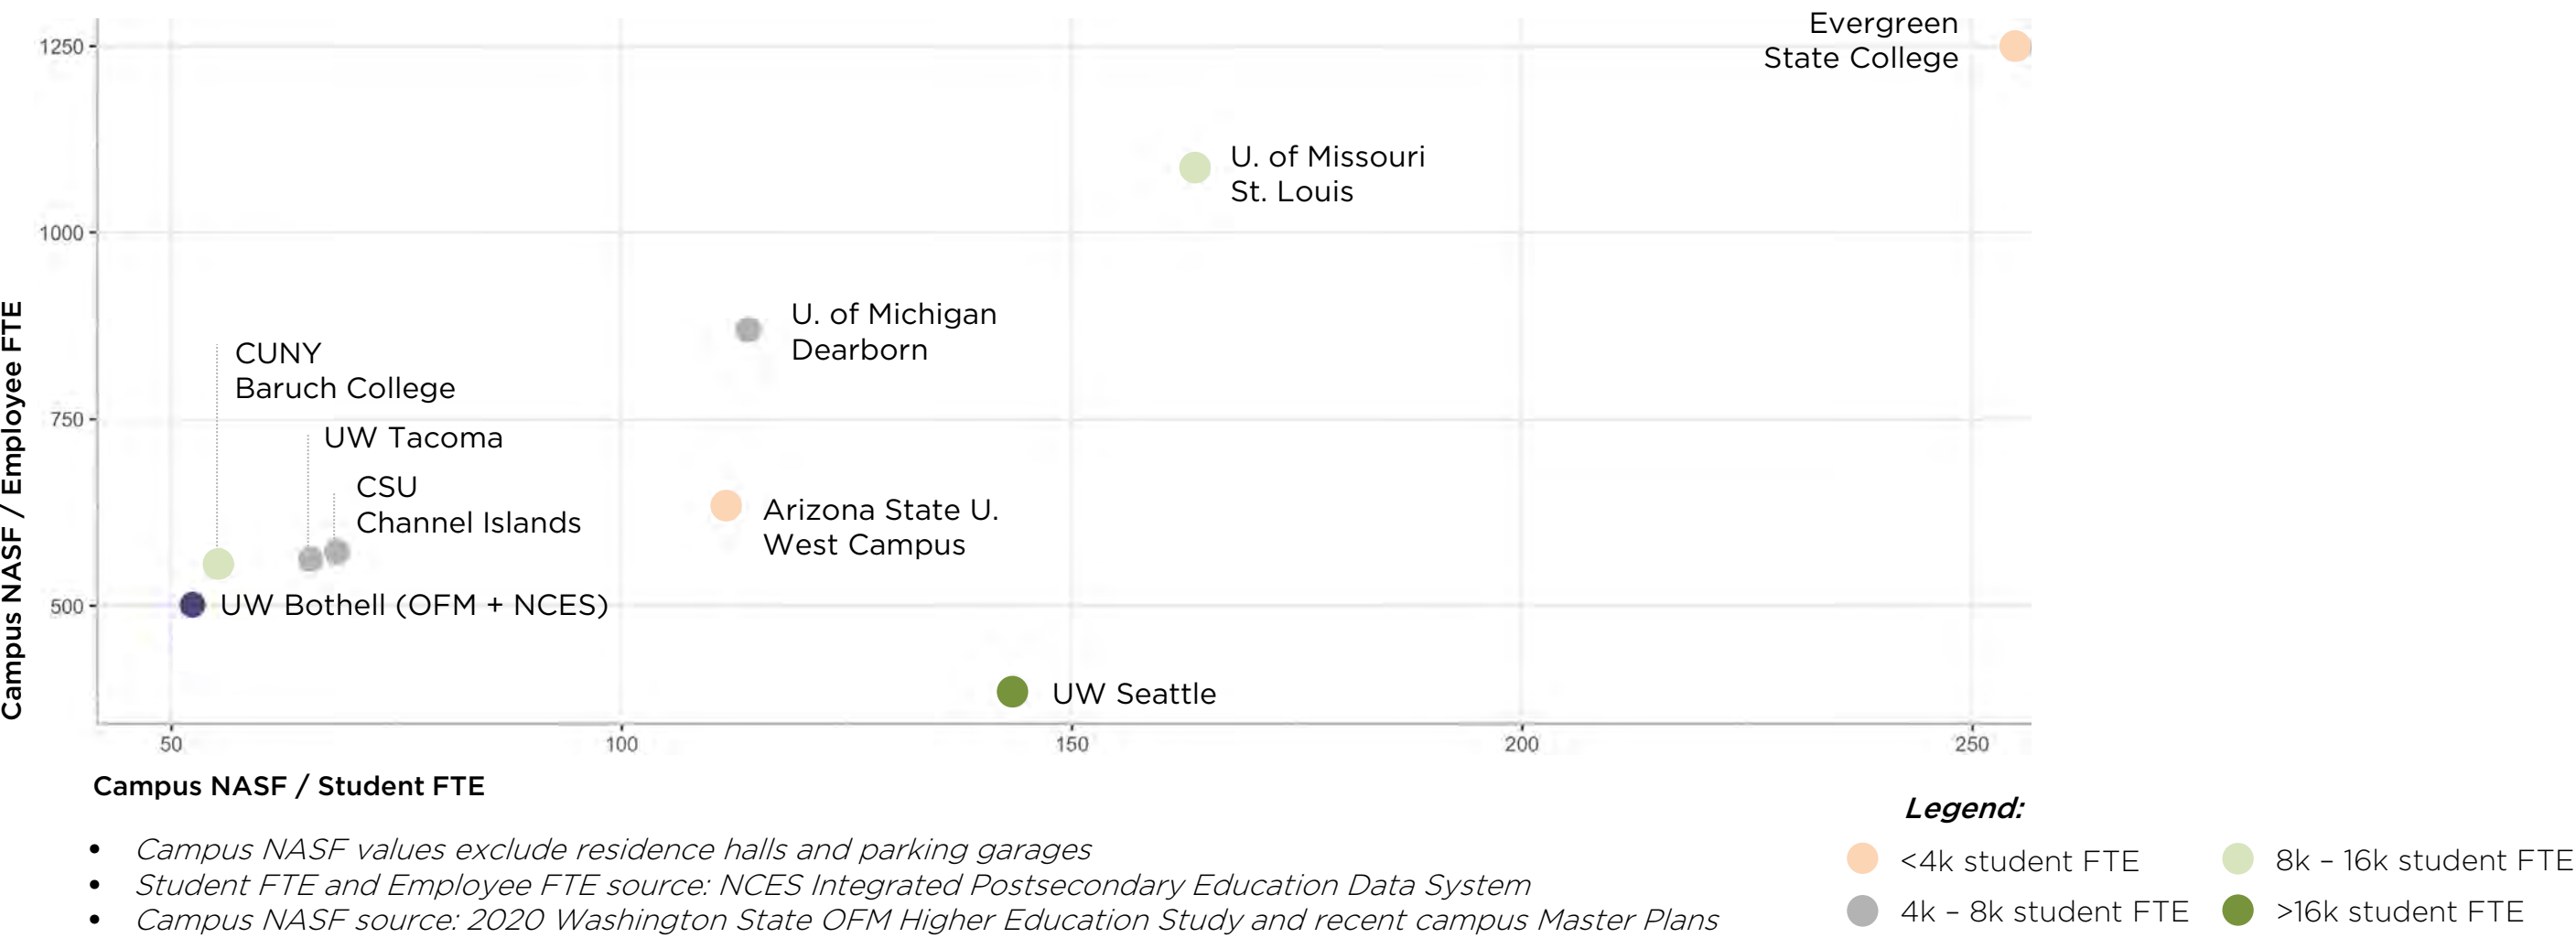 Evergreen
State College
1250
U. of Missouri
St. Louis
1000
U. of Michigan
Dearborn
CUNY
Baruch College
750
UW Tacoma
CSU
Channel Islands
Arizona State U.
West Campus
500
UW Bothell (OFM + NCES)
UW Seattle
Campus NASF / Employee FTE
50
100
150
200
250
Campus NASF / Student FTE
• Campus NASF values exclude residence halls and parking garages
• Student FTE and Employee FTE source: NCES Integrated Postsecondary Education Data System
• Campus NASF source: 2020 Washington State OFM Higher Education Study and recent campus Master Plans
Legend:
<4k student FTE
8k – 16k student FTE
4k – 8k student FTE
>16k student FTE